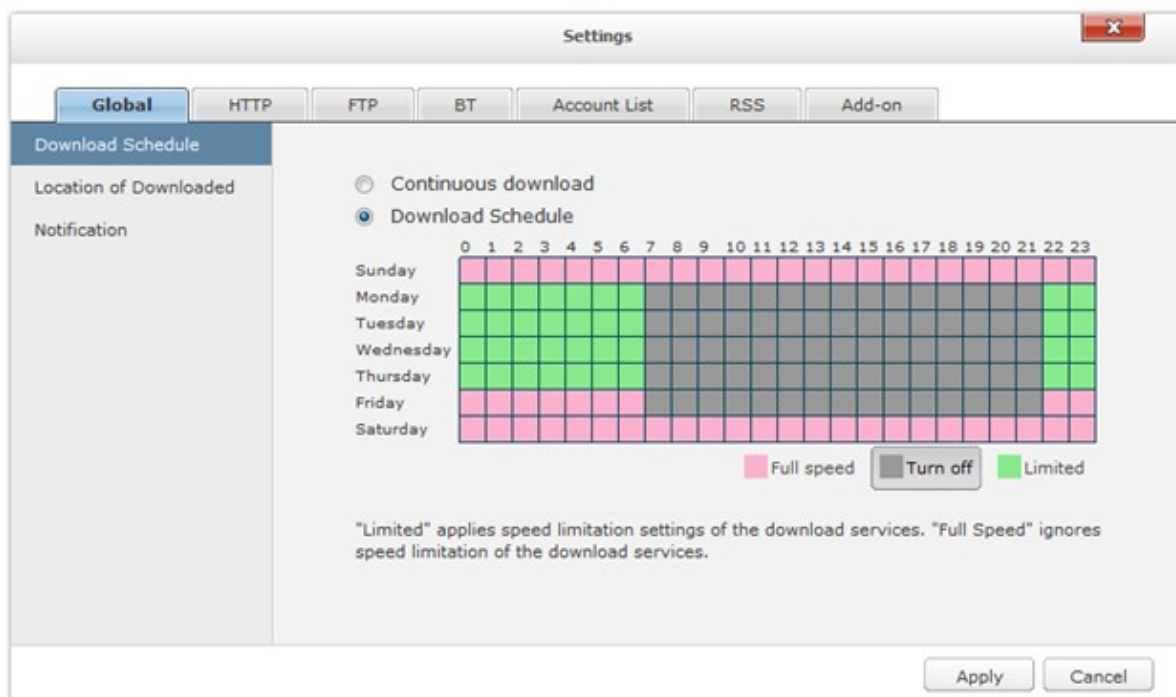 Settings
x
Global HTTP FTP BT Account List RSS Add-on
Download Schedule
Location of Downloaded
Notification
Continuous download
Download Schedule
0 1 2 3 4 5 6 7 8 9 10 11 12 13 14 15 16 17 18 19 20 21 22 23
Sunday
Monday
Tuesday
Wednesday
Thursday
Friday
Saturday
Full speed Turn off Limited
"Limited" applies speed limitation settings of the download services. "Full Speed" ignores
speed limitation of the download services.
Apply Cancel